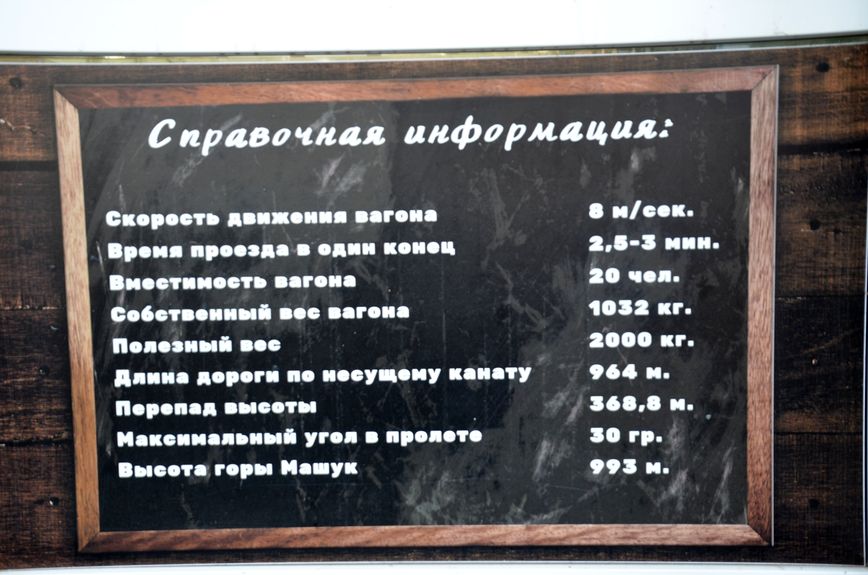 Справочная информация:
Скорость движения вагона 8 м/сек.
Время проезда в один конец 2,5-3 мин.
Вместимость вагона 20 чел.
Собственный вес вагона 1032 кг.
Полезный вес 2000 кг.
Длина дороги по несущему канату 964 м.
Перепад высоты 368,8 м.
Максимальный угол в пролете 30 гр.
Высота горы Машук 993 м.